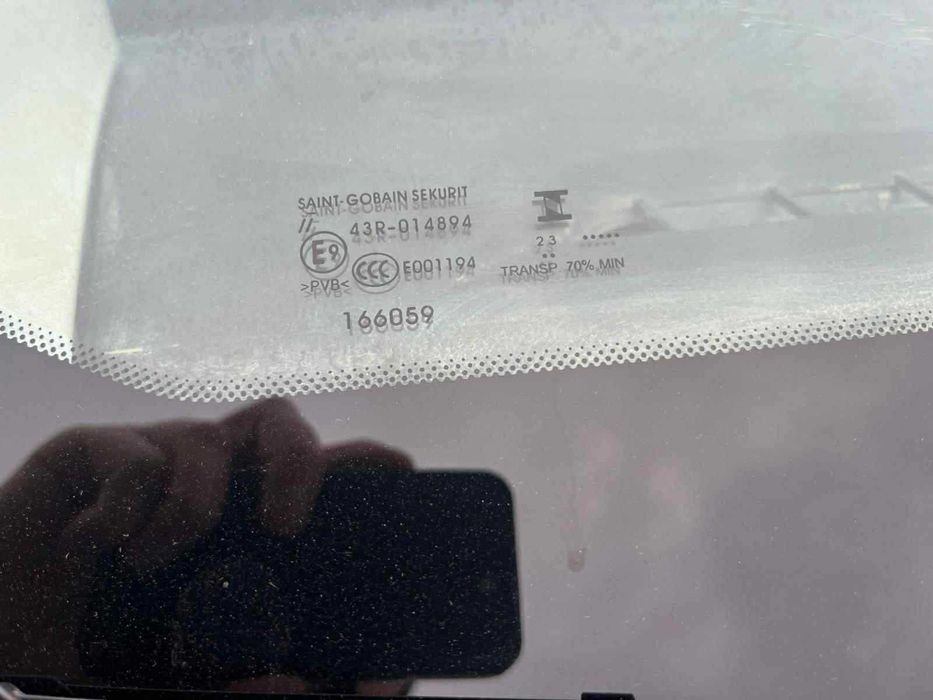 SAINT-GOBAIN SEKURIT
// 43R-014894
E9
CCC E001194
>PVB<
166059
23 .....
..
TRANSP 70% MIN